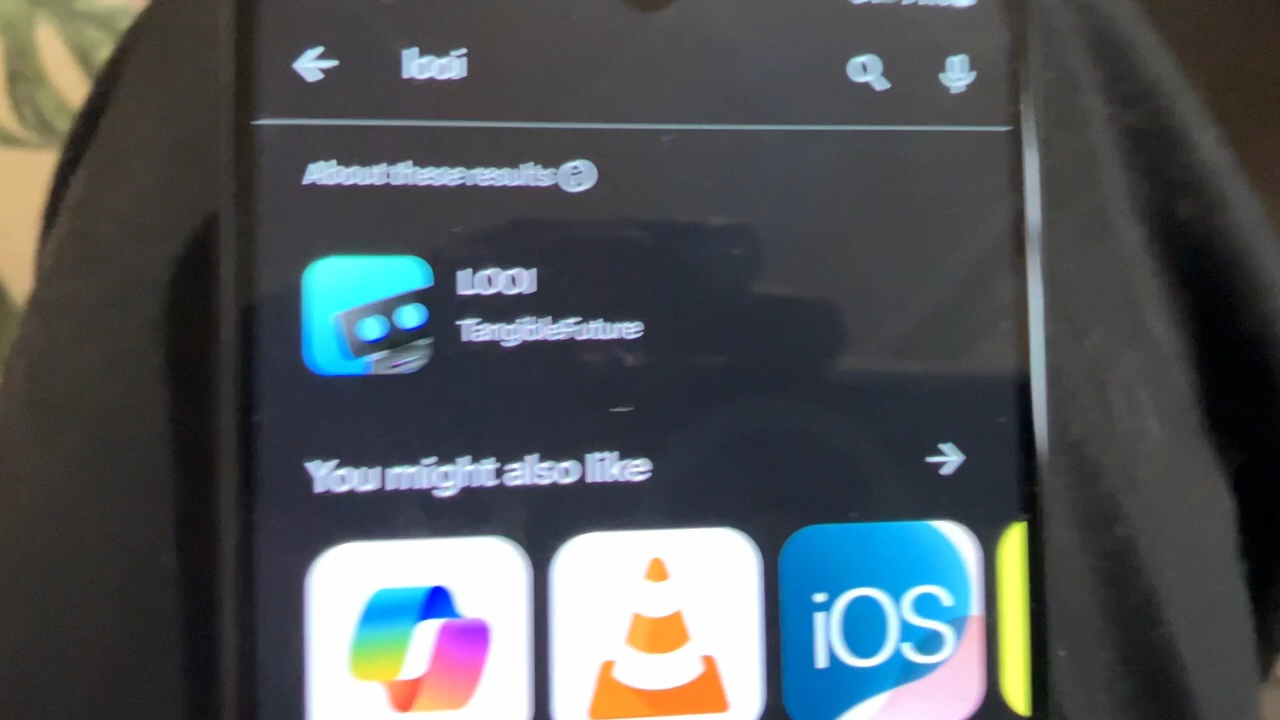 looi
About these results
LOOI
TangibleFuture
You might also like
iOS